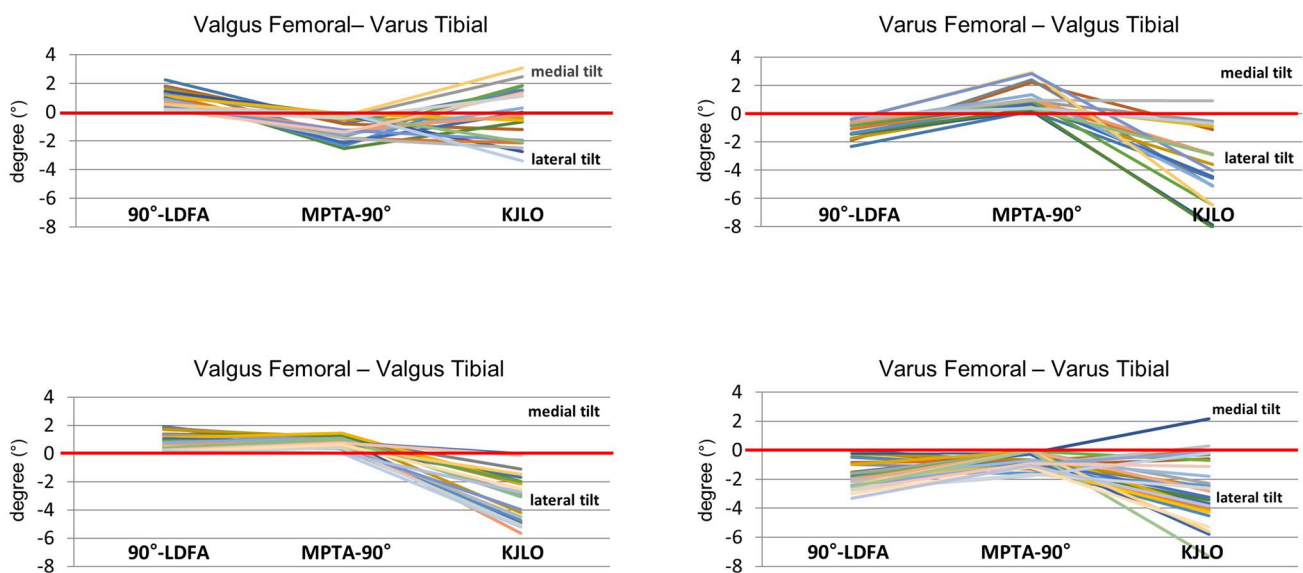 Valgus Femoral– Varus Tibial
4
2
0
-2
-4
-6
-8
degree (°)
medial tilt
lateral tilt
90°-LDFA
MPTA-90°
KJLO
Varus Femoral – Valgus Tibial
4
2
0
-2
-4
-6
-8
degree (°)
medial tilt
lateral tilt
90°-LDFA
MPTA-90°
KJLO
Valgus Femoral – Valgus Tibial
4
2
0
-2
-4
-6
-8
degree (°)
medial tilt
lateral tilt
90°-LDFA
MPTA-90°
KJLO
Varus Femoral – Varus Tibial
4
2
0
-2
-4
-6
-8
degree (°)
medial tilt
lateral tilt
90°-LDFA
MPTA-90°
KJLO